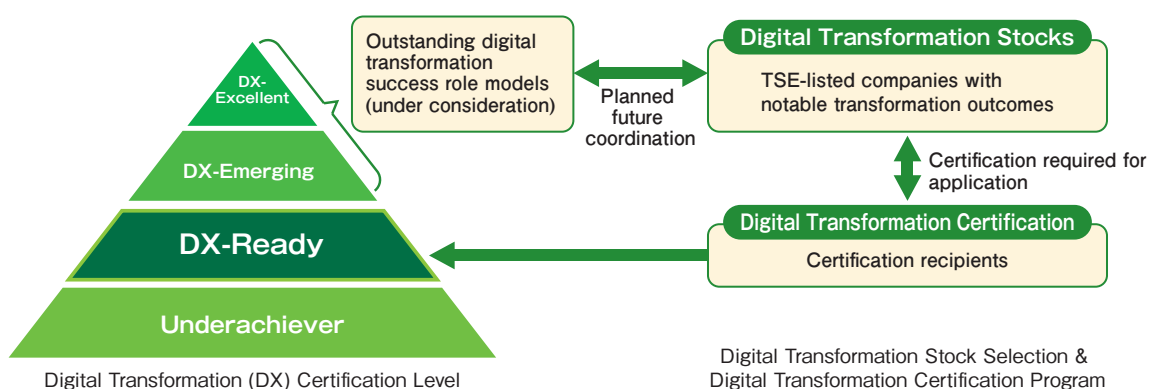 DX-
Excellent
DX-Emerging
DX-Ready
Underachiever
Digital Transformation (DX) Certification Level
Outstanding digital
transformation
success role models
(under consideration)
Planned
future
coordination
Digital Transformation Stocks
TSE-listed companies with
notable transformation outcomes
Certification required for
application
Digital Transformation Certification
Certification recipients
Digital Transformation Stock Selection &
Digital Transformation Certification Program